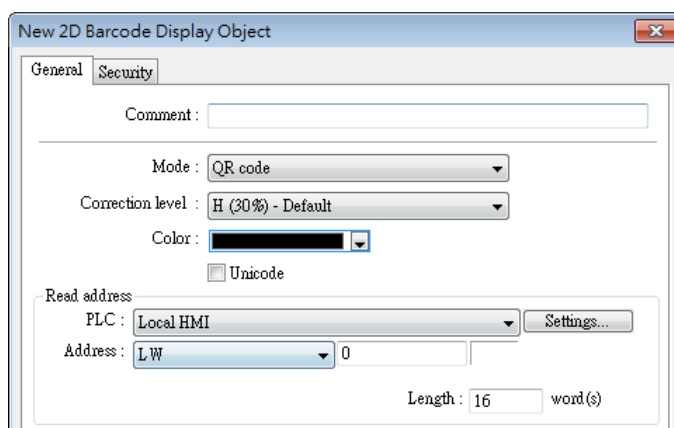 New 2D Barcode Display Object
General Security
Comment :
Mode : QR code
Correction level : H (30%) - Default
Color :
Unicode
Read address
PLC : Local HMI Settings...
Address : LW 0
Length : 16 word(s)